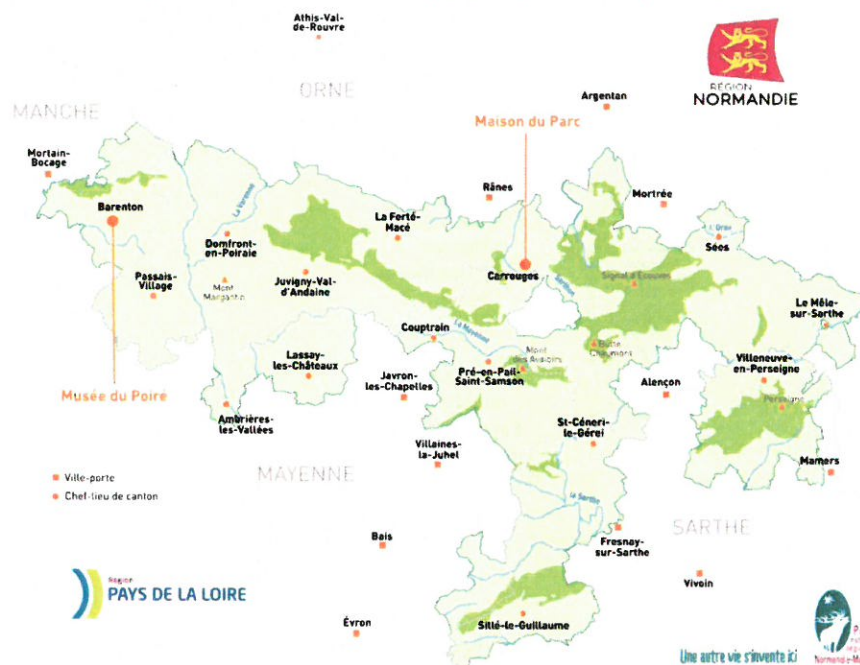 Athis-Val-
de-Rouvre
ORNE
RÉGION
NORMANDIE
Argentan
MANCHE
Maison du Parc
Mortain-
Bocage
La Varenne
Rânes
Mortrée
Barenton
La Ferté-
Macé
L'Orne
Sées
Domfront-
en-Poiraie
Carrouges
Signal d'Écouves
Passais-
Village
Mont
Margantin
Juvigny-Val-
d'Andaine
Le Mêle-
sur-Sarthe
Couptrain
La Mayenne
Mont
des Avaloirs
Butte
Chaumont
Lassay-
les-Châteaux
Javron-
les-Chapelles
Pré-en-Pail-
Saint-Samson
Alençon
Villeneuve-
en-Perseigne
Musée du Poiré
Perseigne
Ambrières-
les-Vallées
St-Céneri-
le-Gérei
Villaines-
la-Juhel
MAYENNE
Mamers
Ville-porte
Chef-lieu de canton
la Sarthe
SARTHE
Bais
Fresnay-
sur-Sarthe
Région
PAYS DE LA LOIRE
Vivoin
Évron
Sillé-le-Guillaume
Une autre vie s'invente ici